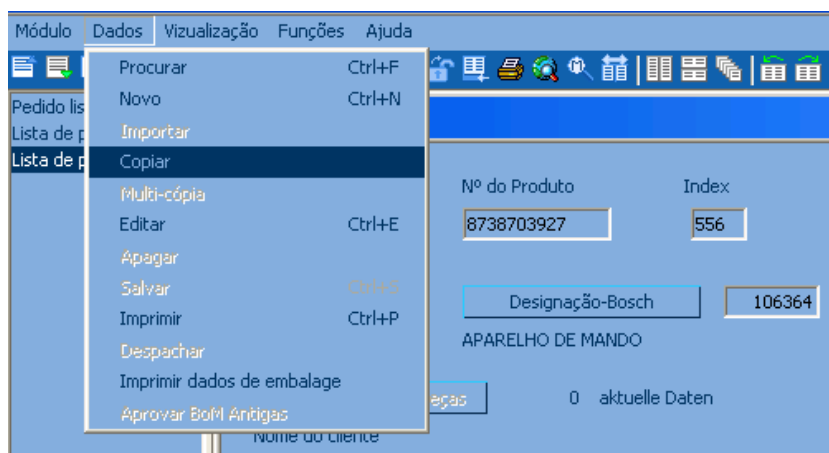 Módulo Dados Vizualização Funções Ajuda
Procurar Ctrl+F
Novo Ctrl+N
Importar
Copiar
Multi-cópia
Editar Ctrl+E
Apagar
Salvar Ctrl+S
Imprimir Ctrl+P
Despachar
Imprimir dados de embalage
Aprovar BoM Antigas
Pedido lis
Lista de p
Lista de p
Nº do Produto Index
8738703927 556
Designação-Bosch 106364
APARELHO DE MANDO
eças 0 aktuelle Daten
Nome do cliente